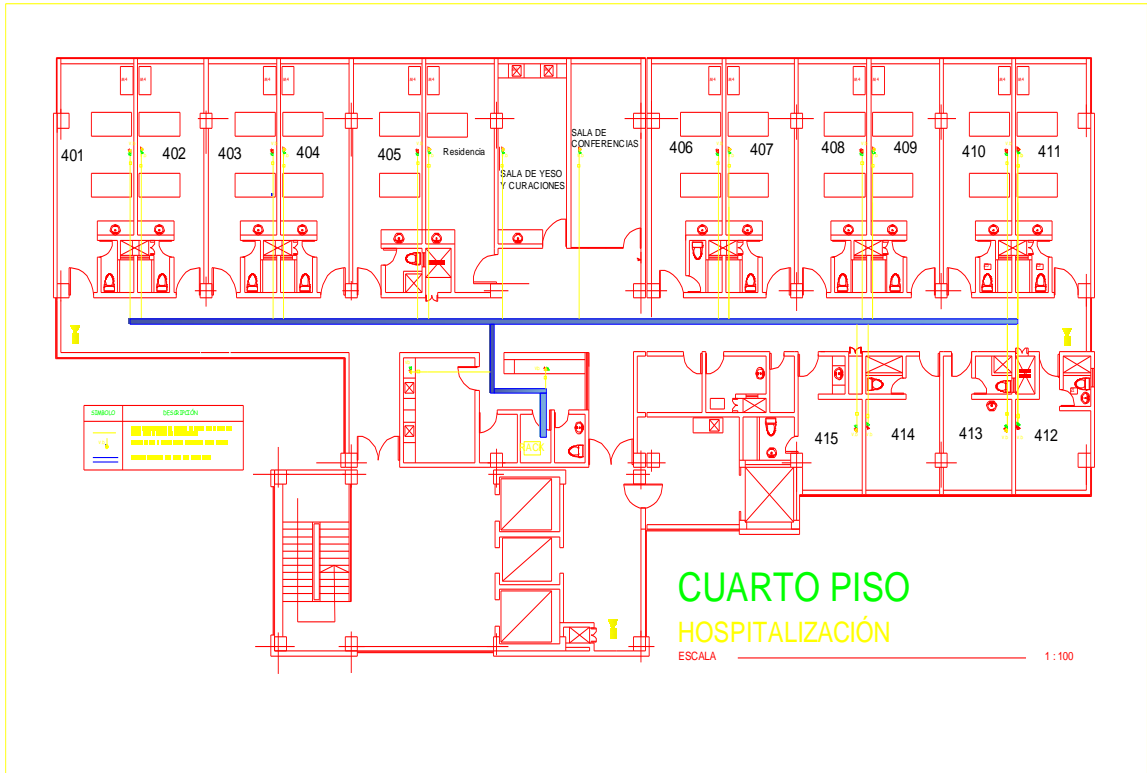 401
402
403
404
405
Residencia
SALA DE YESO
Y CURACIONES
SALA DE
CONFERENCIAS
406
407
408
409
410
411
415
414
413
412
SIMBOLO DESCRIPCIÓN
RACK
CUARTO PISO
HOSPITALIZACIÓN
ESCALA 1 : 100